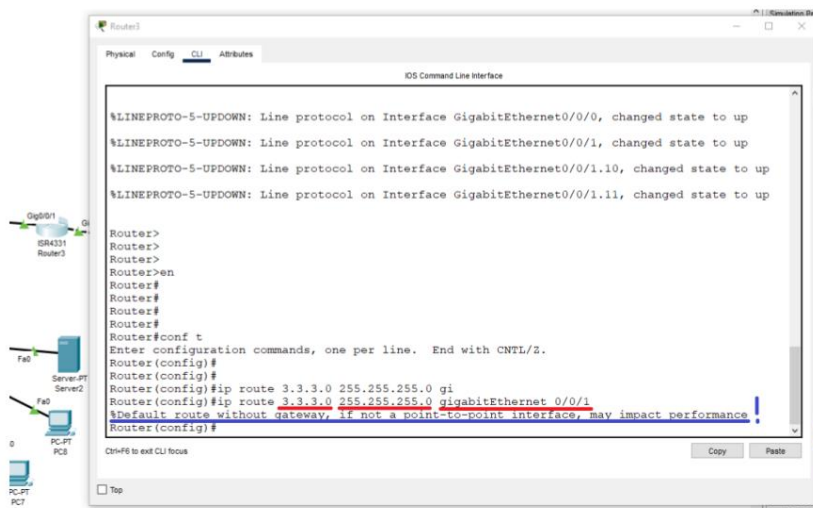 Simulation Pa
Router3
Physical Config CLI Attributes
IOS Command Line Interface
%LINEPROTO-5-UPDOWN: Line protocol on Interface GigabitEthernet0/0/0, changed state to up
%LINEPROTO-5-UPDOWN: Line protocol on Interface GigabitEthernet0/0/1, changed state to up
%LINEPROTO-5-UPDOWN: Line protocol on Interface GigabitEthernet0/0/1.10, changed state to up
%LINEPROTO-5-UPDOWN: Line protocol on Interface GigabitEthernet0/0/1.11, changed state to up
Router>
Router>
Router>
Router>en
Router#
Router#
Router#
Router#
Router#conf t
Enter configuration commands, one per line. End with CNTL/Z.
Router(config)#
Router(config)#
Router(config)#ip route 3.3.3.0 255.255.255.0 gi
Router(config)#ip route 3.3.3.0 255.255.255.0 gigabitEthernet 0/0/1
%Default route without gateway, if not a point-to-point interface, may impact performance !
Router(config)#
Ctrl+F6 to exit CLI focus
Copy Paste
Top
Gig0/0/1
Gi
ISR4331
Router3
Fa0
Server-PT
Server2
Fa0
0
PC-PT
PC8
PC-PT
PC7